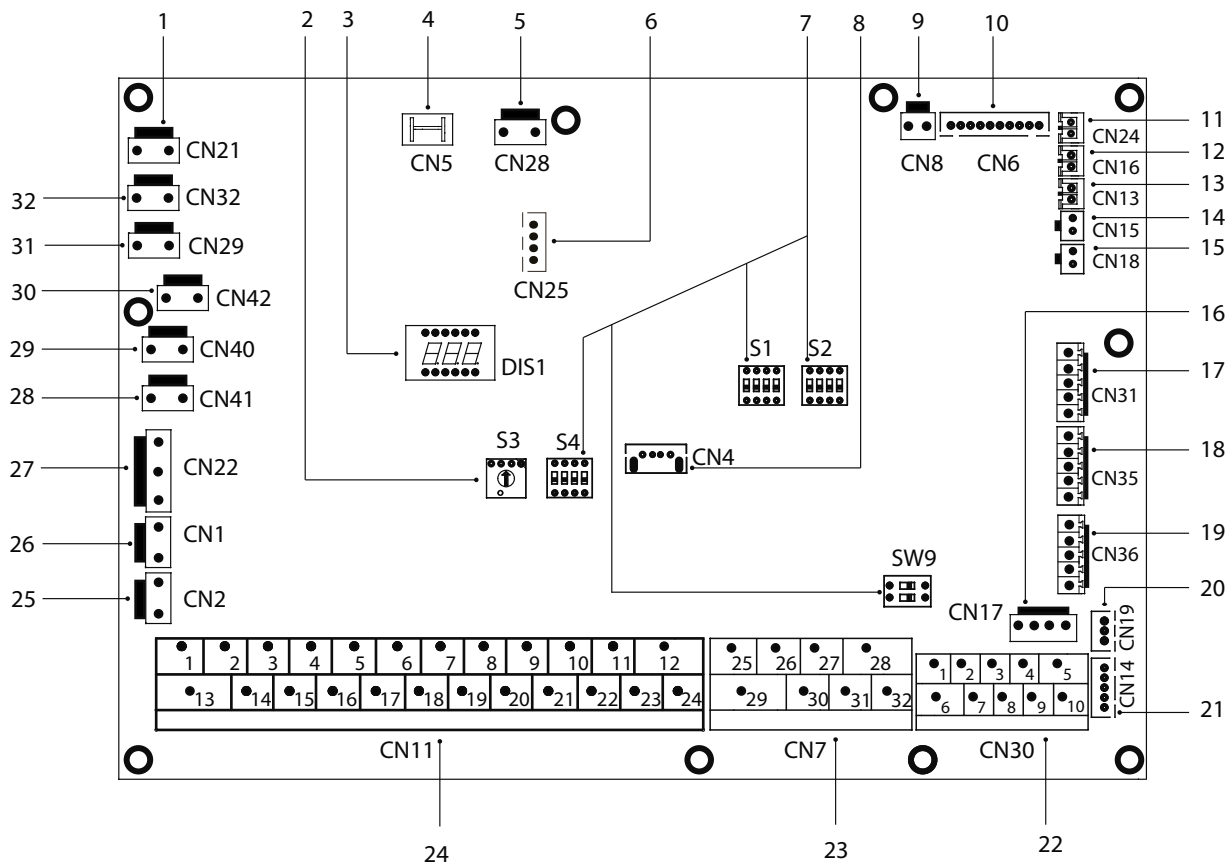 1 2 3 4 5 6 7 8 9 10
CN21
CN5
CN28
CN8
CN6
11
CN24
12
CN16
13
CN13
14
CN15
15
CN18
32
CN32
31
CN29
CN25
30
CN42
16
29
CN40
3
DIS1
S1
S2
17
CN31
28
CN41
27
CN22
2
S3
S4
CN4
8
18
CN35
26
CN1
19
CN36
25
CN2
SW9
CN17
20
CN19
1 2 3 4 5 6 7 8 9 10 11 12
25 26 27 28
1 2 3 4 5
13 14 15 16 17 18 19 20 21 22 23 24
29 30 31 32
6 7 8 9 10
CN14
21
CN11
CN7
CN30
24
23
22